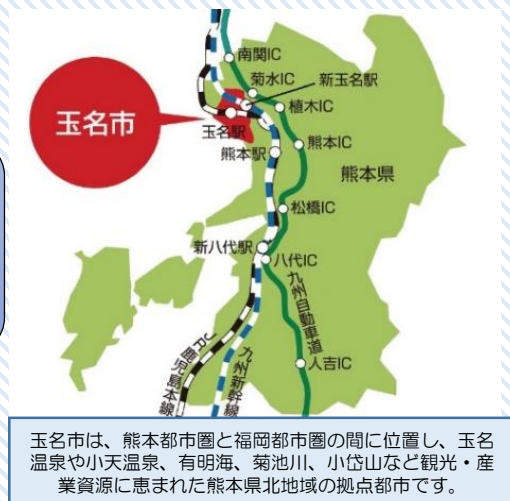 南関IC
菊水IC
新玉名駅
植木IC
玉名市
玉名駅
熊本駅
熊本IC
熊本県
松橋IC
新八代駅
八代IC
九州自動車道
人吉IC
JR鹿児島本線
九州新幹線
玉名市は、熊本都市圏と福岡都市圏の間に位置し、玉名
温泉や小天温泉、有明海、菊池川、小岱山など観光・産
業資源に恵まれた熊本県北地域の拠点都市です。